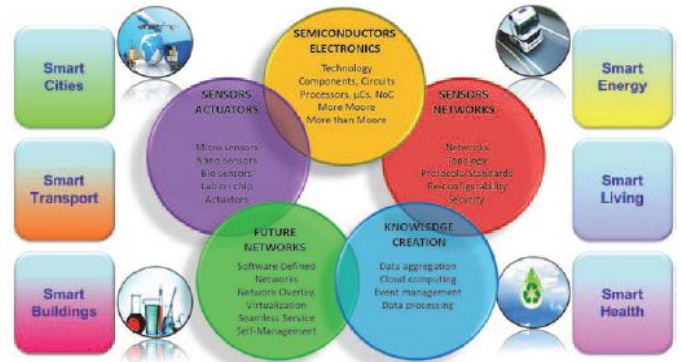 Smart
Cities
Smart
Transport
Smart
Buildings
SEMICONDUCTORS
ELECTRONICS
Technology
Components, Circuits
Processors, µCs, NoC
More Moore
More than Moore
SENSORS
ACTUATORS
Micro sensors
Nano sensors
Bio sensors
Lab on chip
Actuators
SENSORS
NETWORKS
Networks
Topology
Protocols/Standards
Re-configurability
Security
FUTURE
NETWORKS
Software Defined
Networks
Network Overlay,
Virtualization
Seamless Service
Self-Management
KNOWLEDGE
CREATION
Data aggregation
Cloud computing
Event management
Data processing
Smart
Energy
Smart
Living
Smart
Health